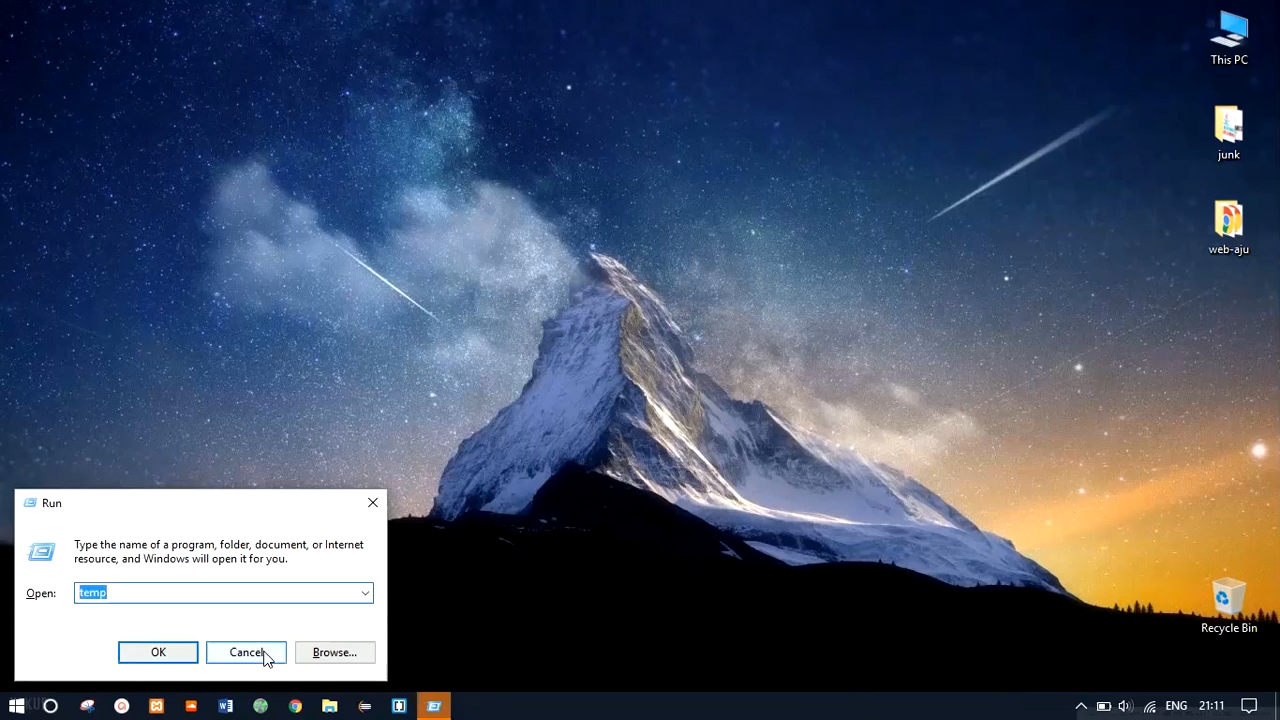 This PC
junk
web-aju
Run
Type the name of a program, folder, document, or Internet
resource, and Windows will open it for you.
Open:
temp
OK
Cancel
Browse...
Recycle Bin
ENG
21:11